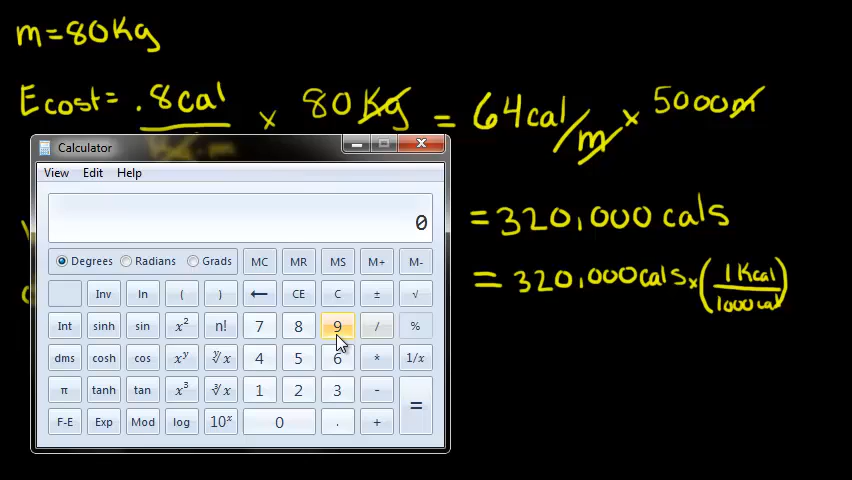 m=80Kg
Ecost= .8cal × 80Kg = 64cal/m × 5000m
Kg·m
= 320,000 cals
= 320,000cals × (1Kcal/1000cal)
Calculator
View Edit Help
0
Degrees Radians Grads MC MR MS M+ M-
Inv ln ( ) ← CE C ± √
Int sinh sin x² n! 7 8 9 / %
dms cosh cos xʸ ʸ√x 4 5 6 * 1/x
π tanh tan x³ ³√x 1 2 3 - =
F-E Exp Mod log 10ˣ 0 . +